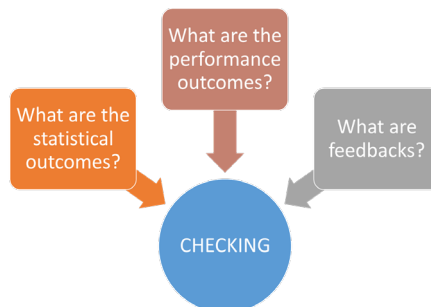 What are the
performance
outcomes?
What are the
statistical
outcomes?
What are
feedbacks?
CHECKING